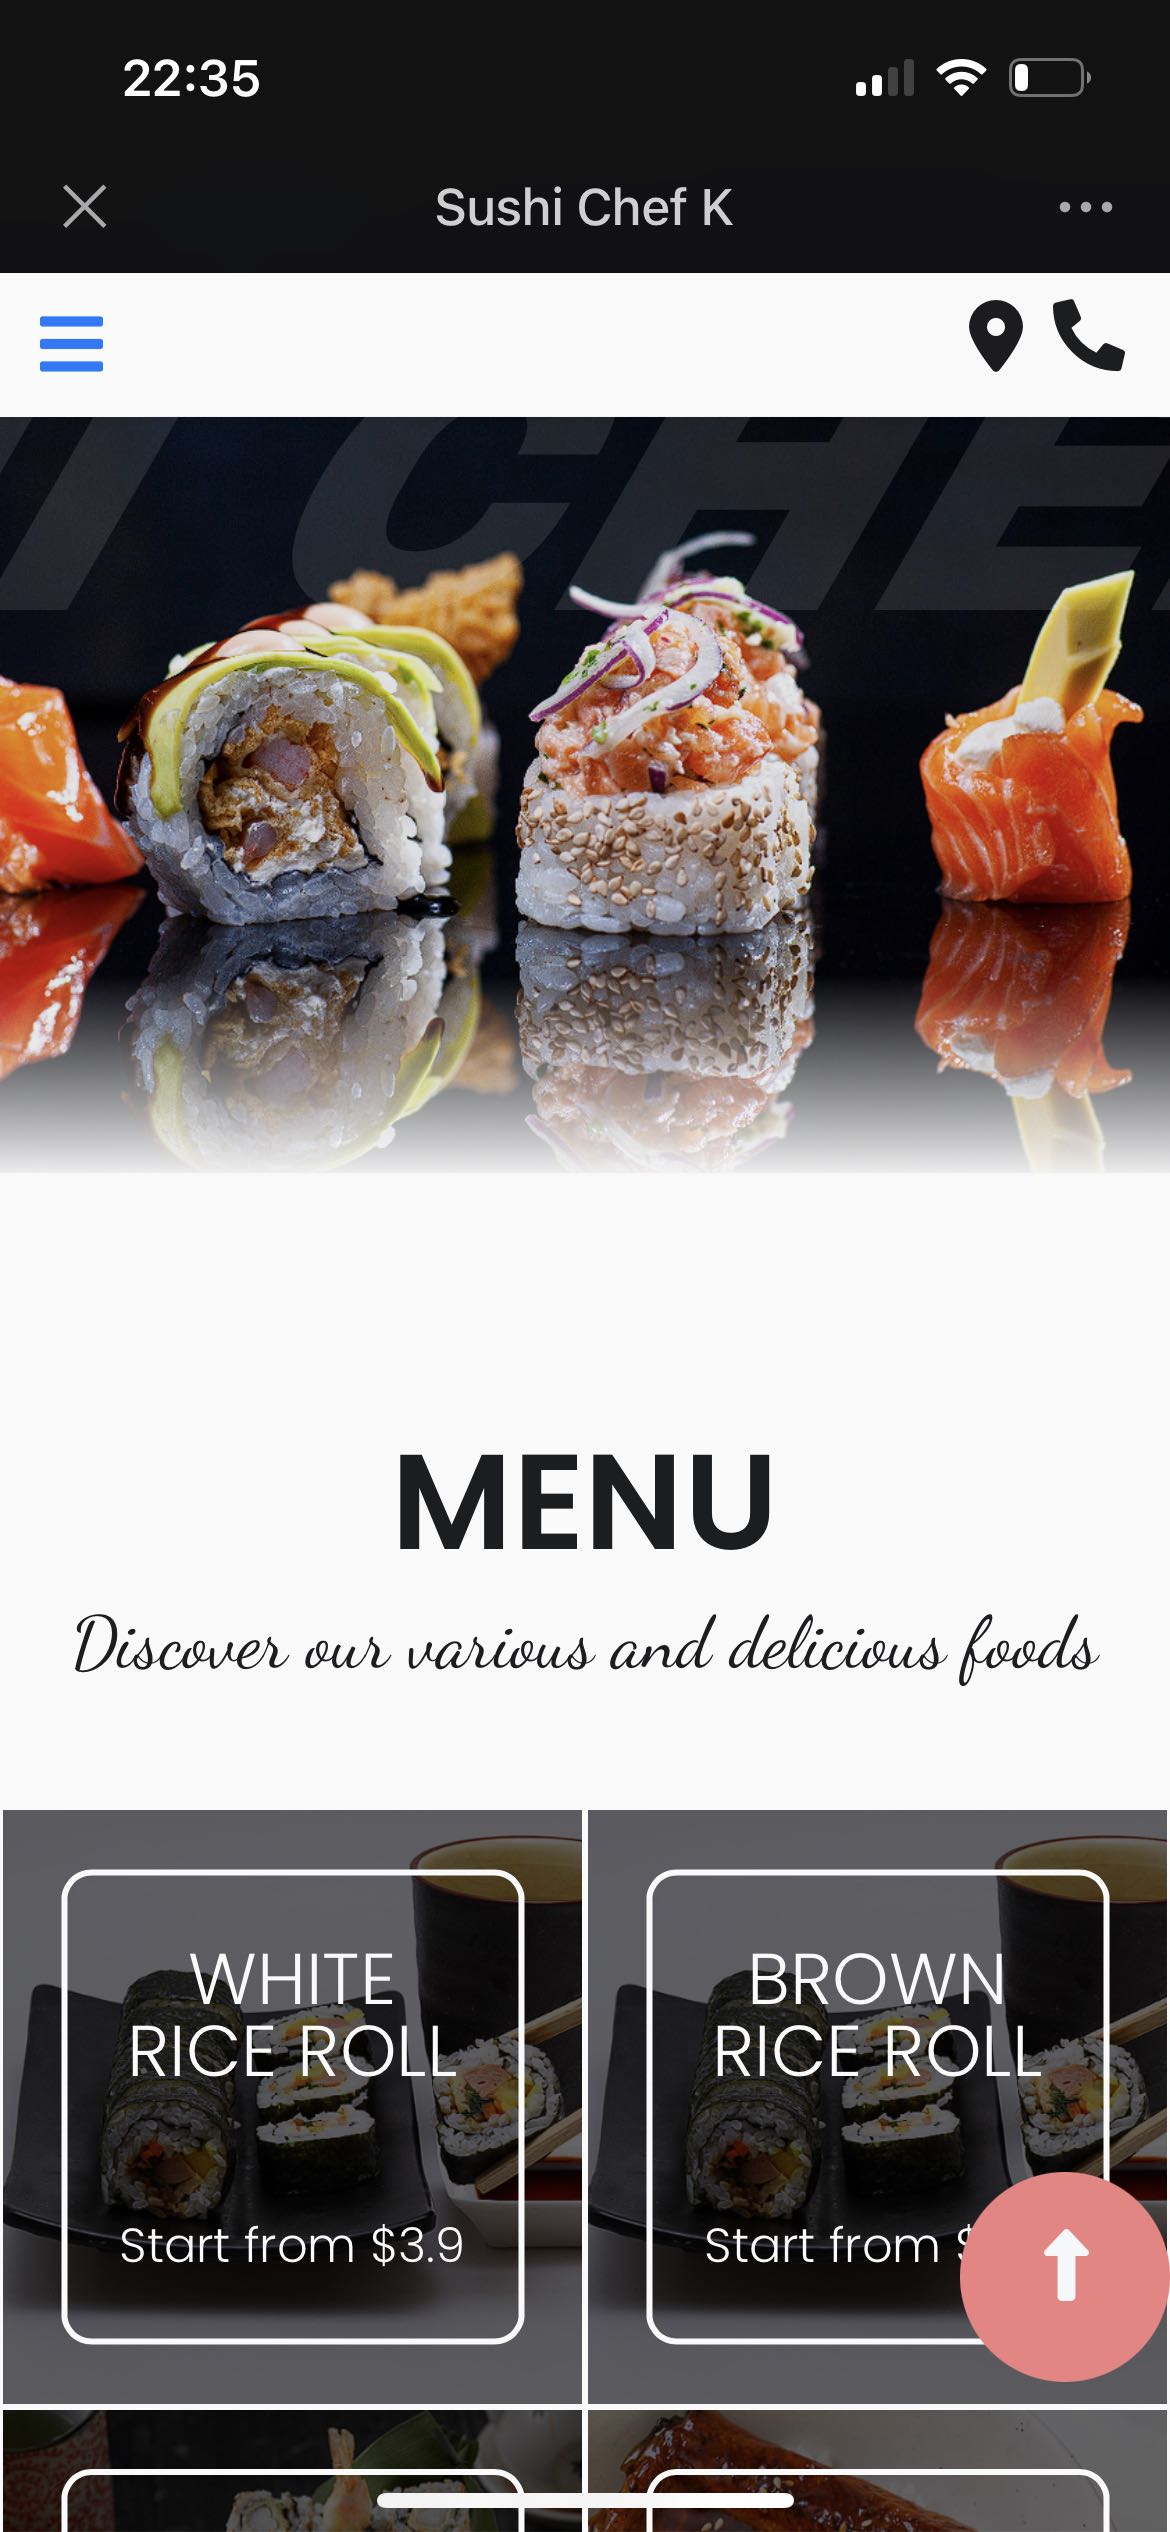 22:35
Sushi Chef K
I CHE
MENU
Discover our various and delicious foods
WHITE
RICE ROLL
Start from $3.9
BROWN
RICE ROLL
Start from